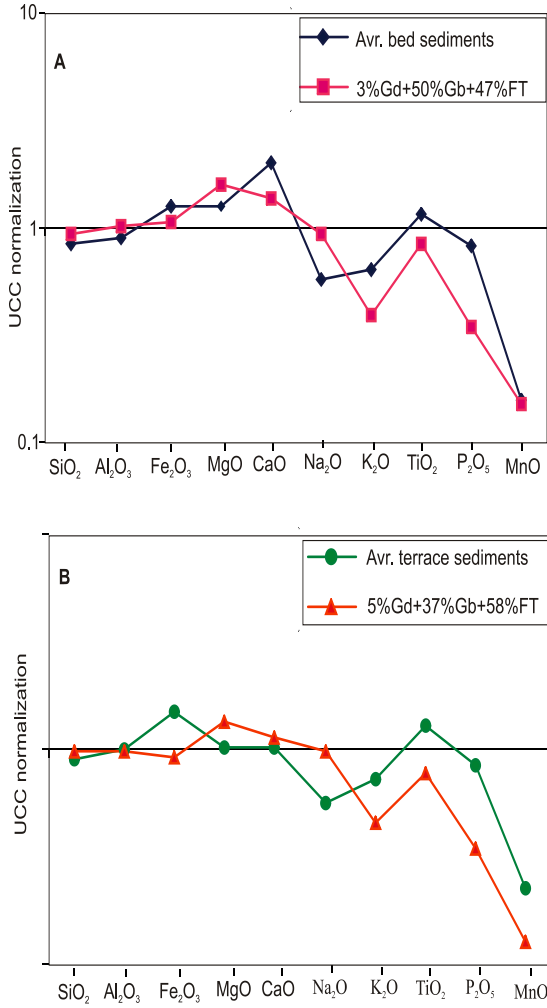 10
A
Avr. bed sediments
3%Gd+50%Gb+47%FT
UCC normalization
1
0.1
SiO₂ Al₂O₃ Fe₂O₃ MgO CaO Na₂O K₂O TiO₂ P₂O₅ MnO
B
Avr. terrace sediments
5%Gd+37%Gb+58%FT
UCC normalization
SiO₂ Al₂O₃ Fe₂O₃ MgO CaO Na₂O K₂O TiO₂ P₂O₅ MnO